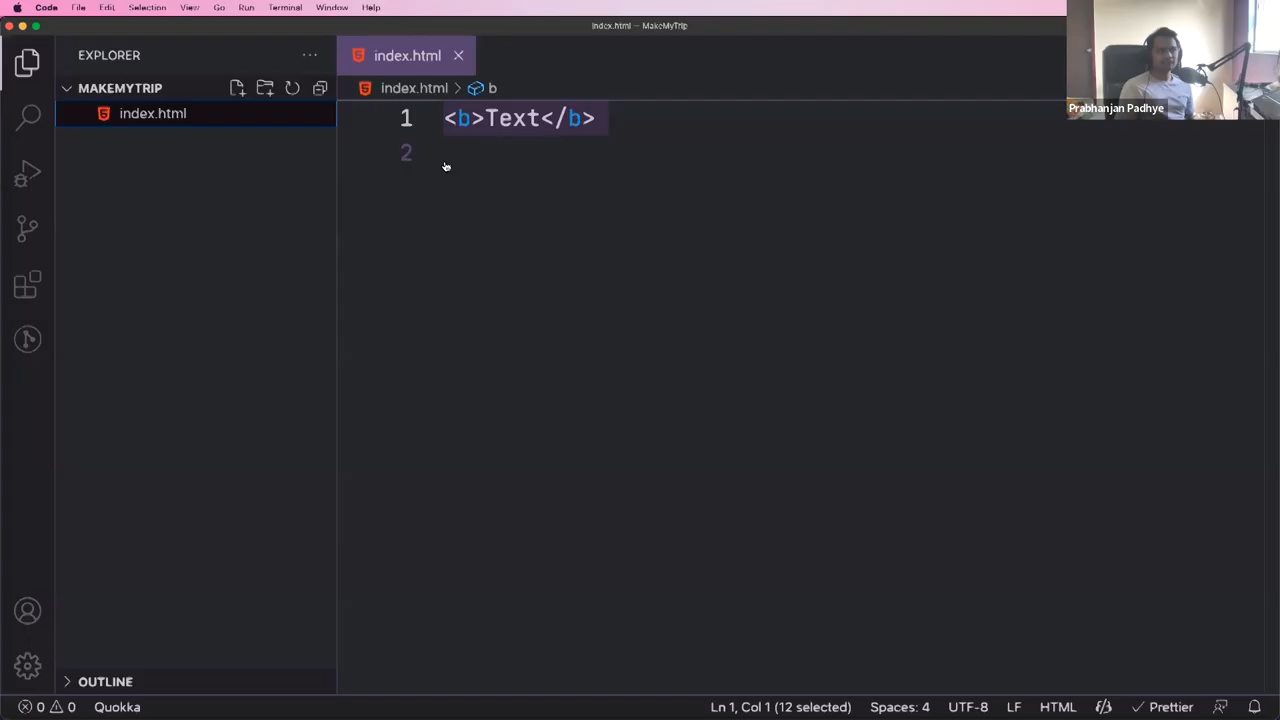 Code File Edit Selection View Go Run Terminal Window Help
index.html — MakeMyTrip
EXPLORER
index.html
MAKEMYTRIP
index.html > b
Prabhanjan Padhye
index.html
1 <b>Text</b>
2
OUTLINE
0 0 Quokka Ln 1, Col 1 (12 selected) Spaces: 4 UTF-8 LF HTML Prettier